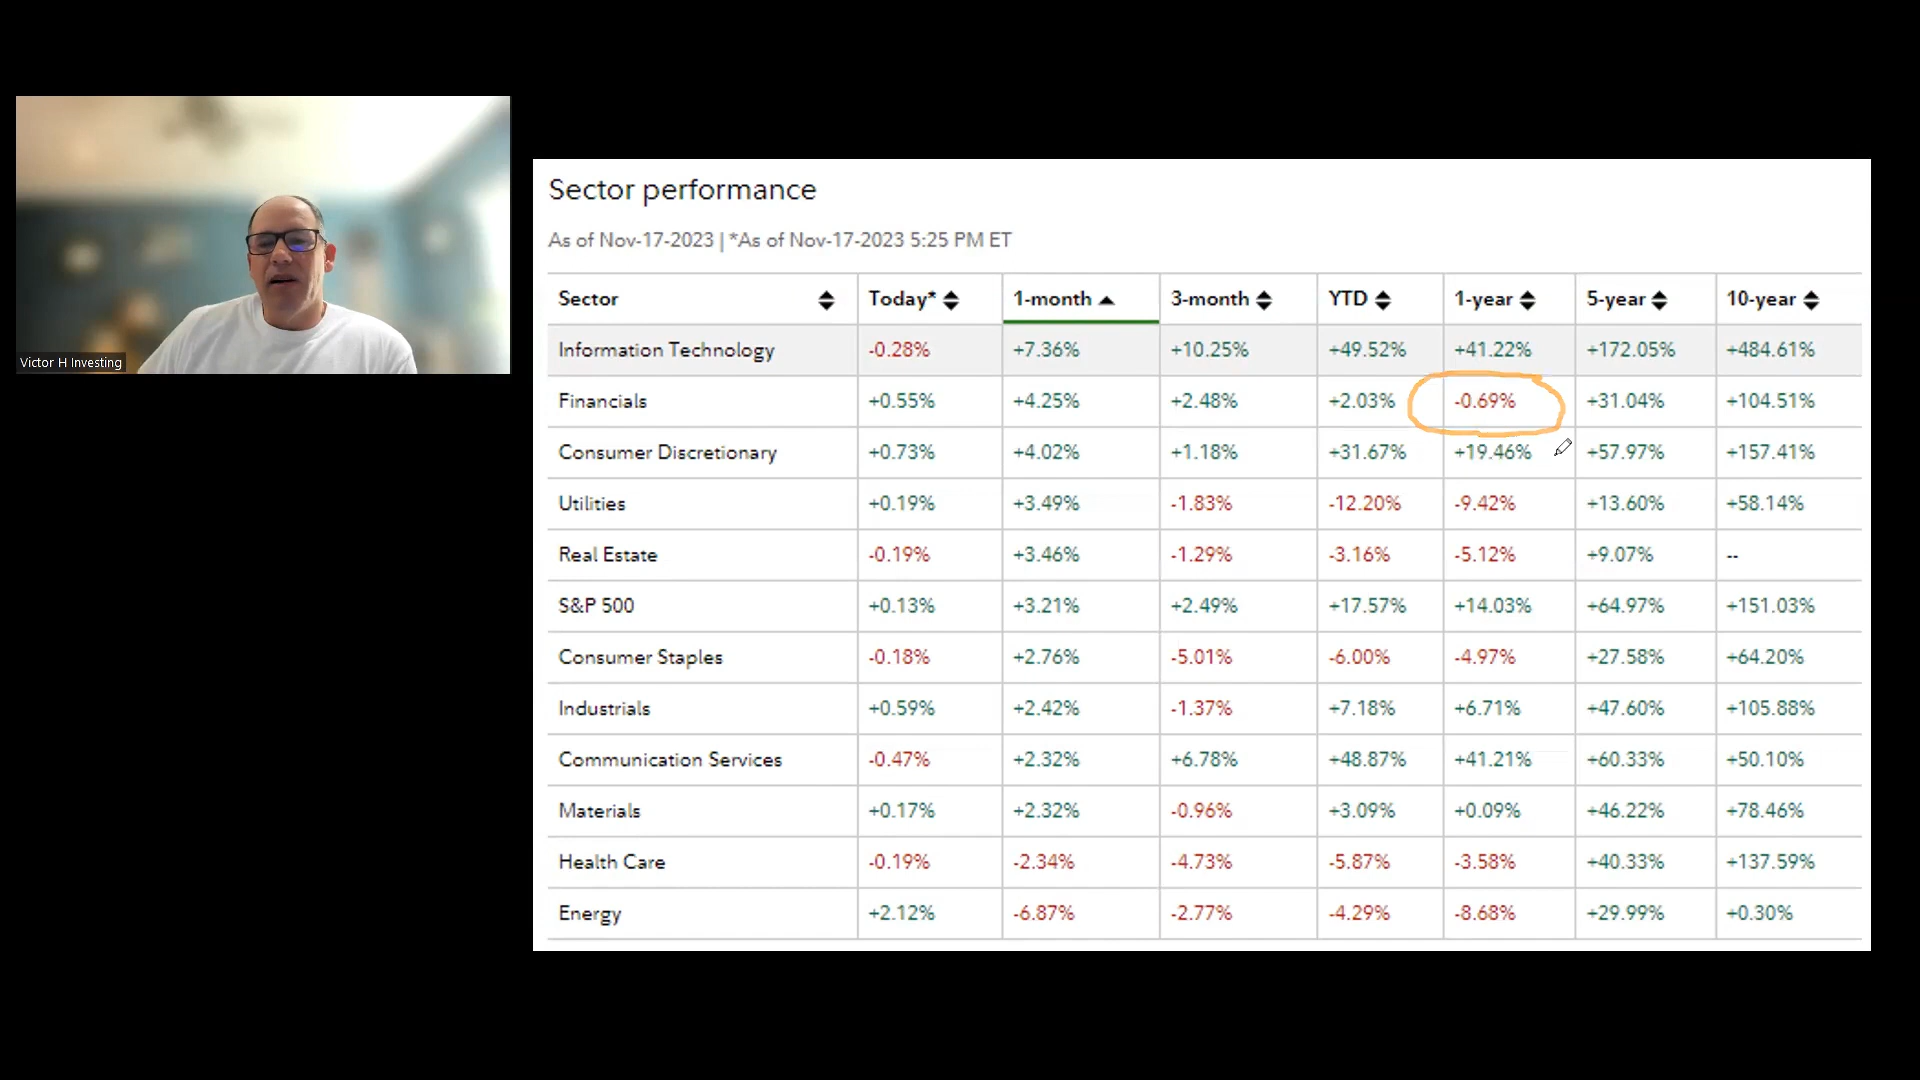 Victor H Investing
Sector performance
As of Nov-17-2023 | *As of Nov-17-2023 5:25 PM ET
Sector Today* 1-month 3-month YTD 1-year 5-year 10-year
Information Technology -0.28% +7.36% +10.25% +49.52% +41.22% +172.05% +484.61%
Financials +0.55% +4.25% +2.48% +2.03% -0.69% +31.04% +104.51%
Consumer Discretionary +0.73% +4.02% +1.18% +31.67% +19.46% +57.97% +157.41%
Utilities +0.19% +3.49% -1.83% -12.20% -9.42% +13.60% +58.14%
Real Estate -0.19% +3.46% -1.29% -3.16% -5.12% +9.07% --
S&P 500 +0.13% +3.21% +2.49% +17.57% +14.03% +64.97% +151.03%
Consumer Staples -0.18% +2.76% -5.01% -6.00% -4.97% +27.58% +64.20%
Industrials +0.59% +2.42% -1.37% +7.18% +6.71% +47.60% +105.88%
Communication Services -0.47% +2.32% +6.78% +48.87% +41.21% +60.33% +50.10%
Materials +0.17% +2.32% -0.96% +3.09% +0.09% +46.22% +78.46%
Health Care -0.19% -2.34% -4.73% -5.87% -3.58% +40.33% +137.59%
Energy +2.12% -6.87% -2.77% -4.29% -8.68% +29.99% +0.30%